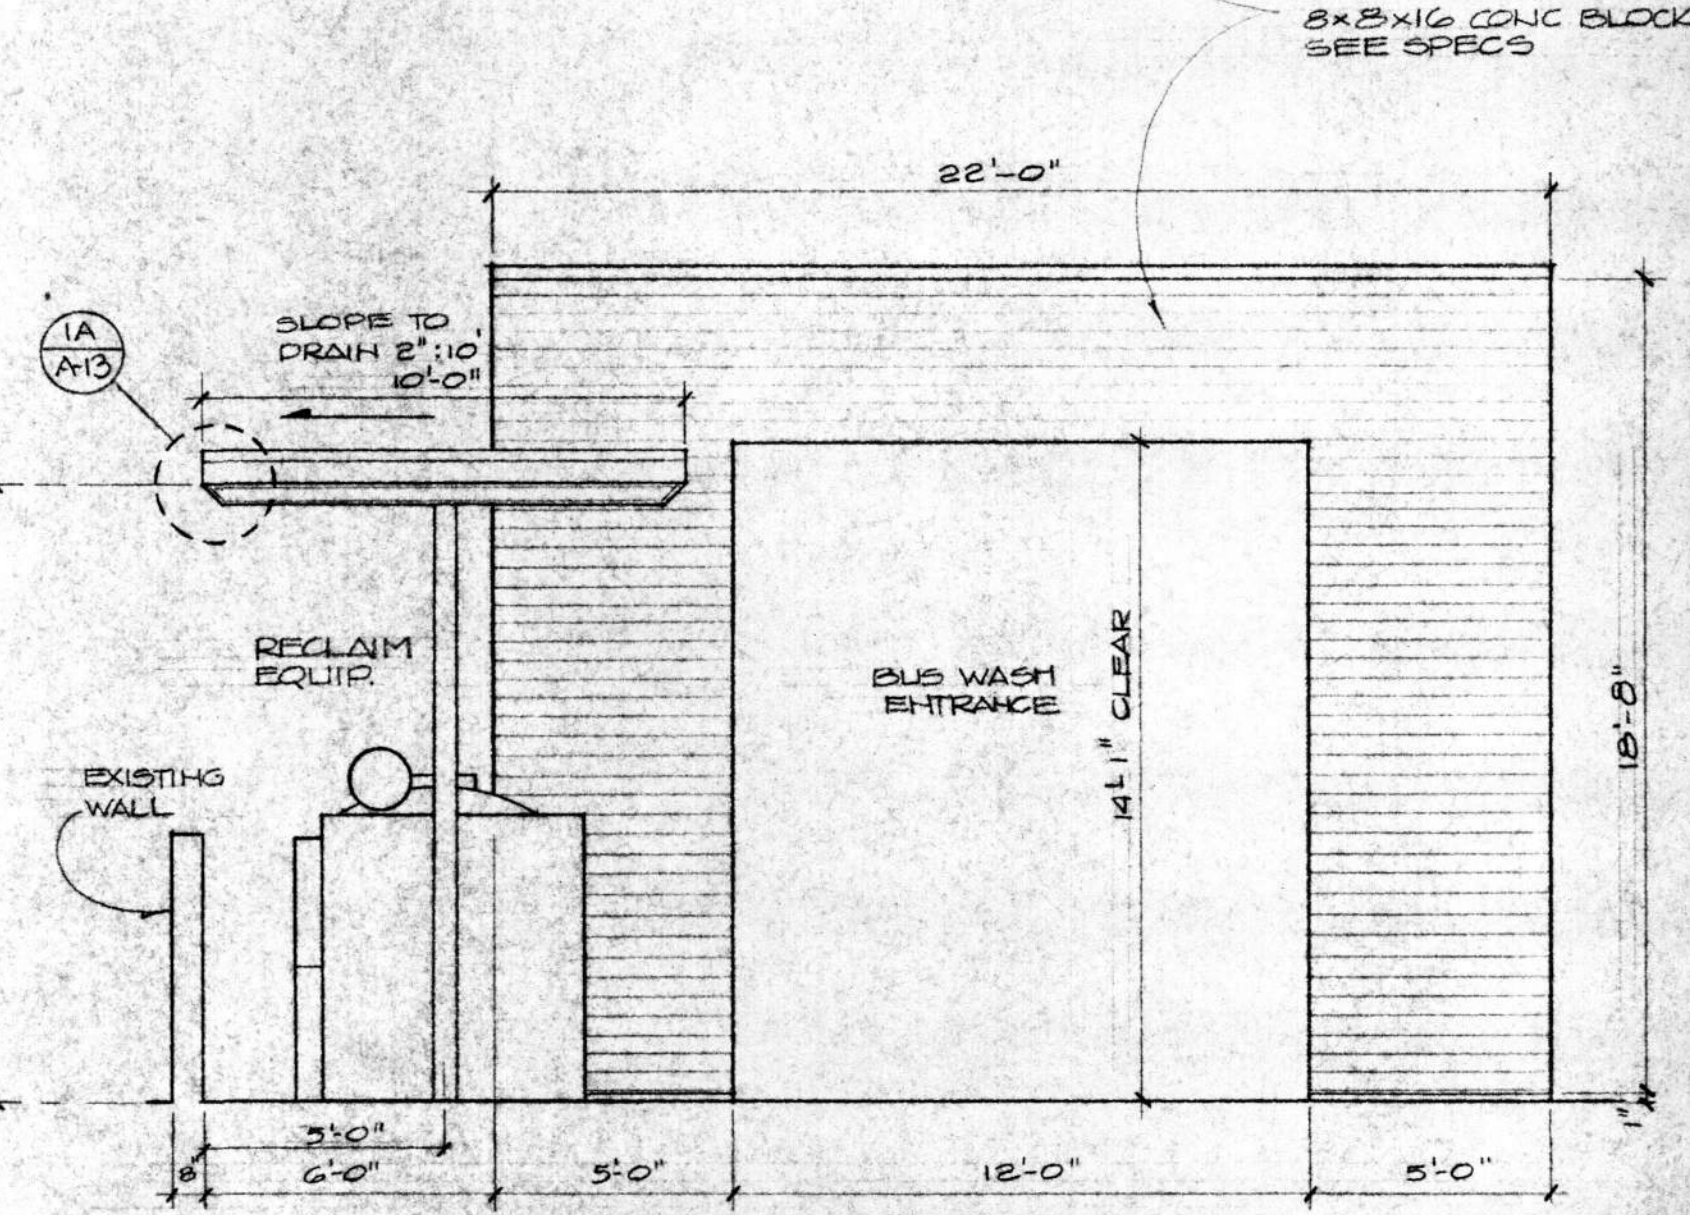 8x8x16 CONC BLOCK
SEE SPECS
22'-0"
1A
A-13
SLOPE TO
DRAIN 2":10'
10'-0"
RECLAIM
EQUIP.
EXISTING
WALL
BUS WASH
ENTRANCE
14'-1" CLEAR
18'-8"
1"
5'-0"
8"
6'-0"
5'-0"
12'-0"
5'-0"